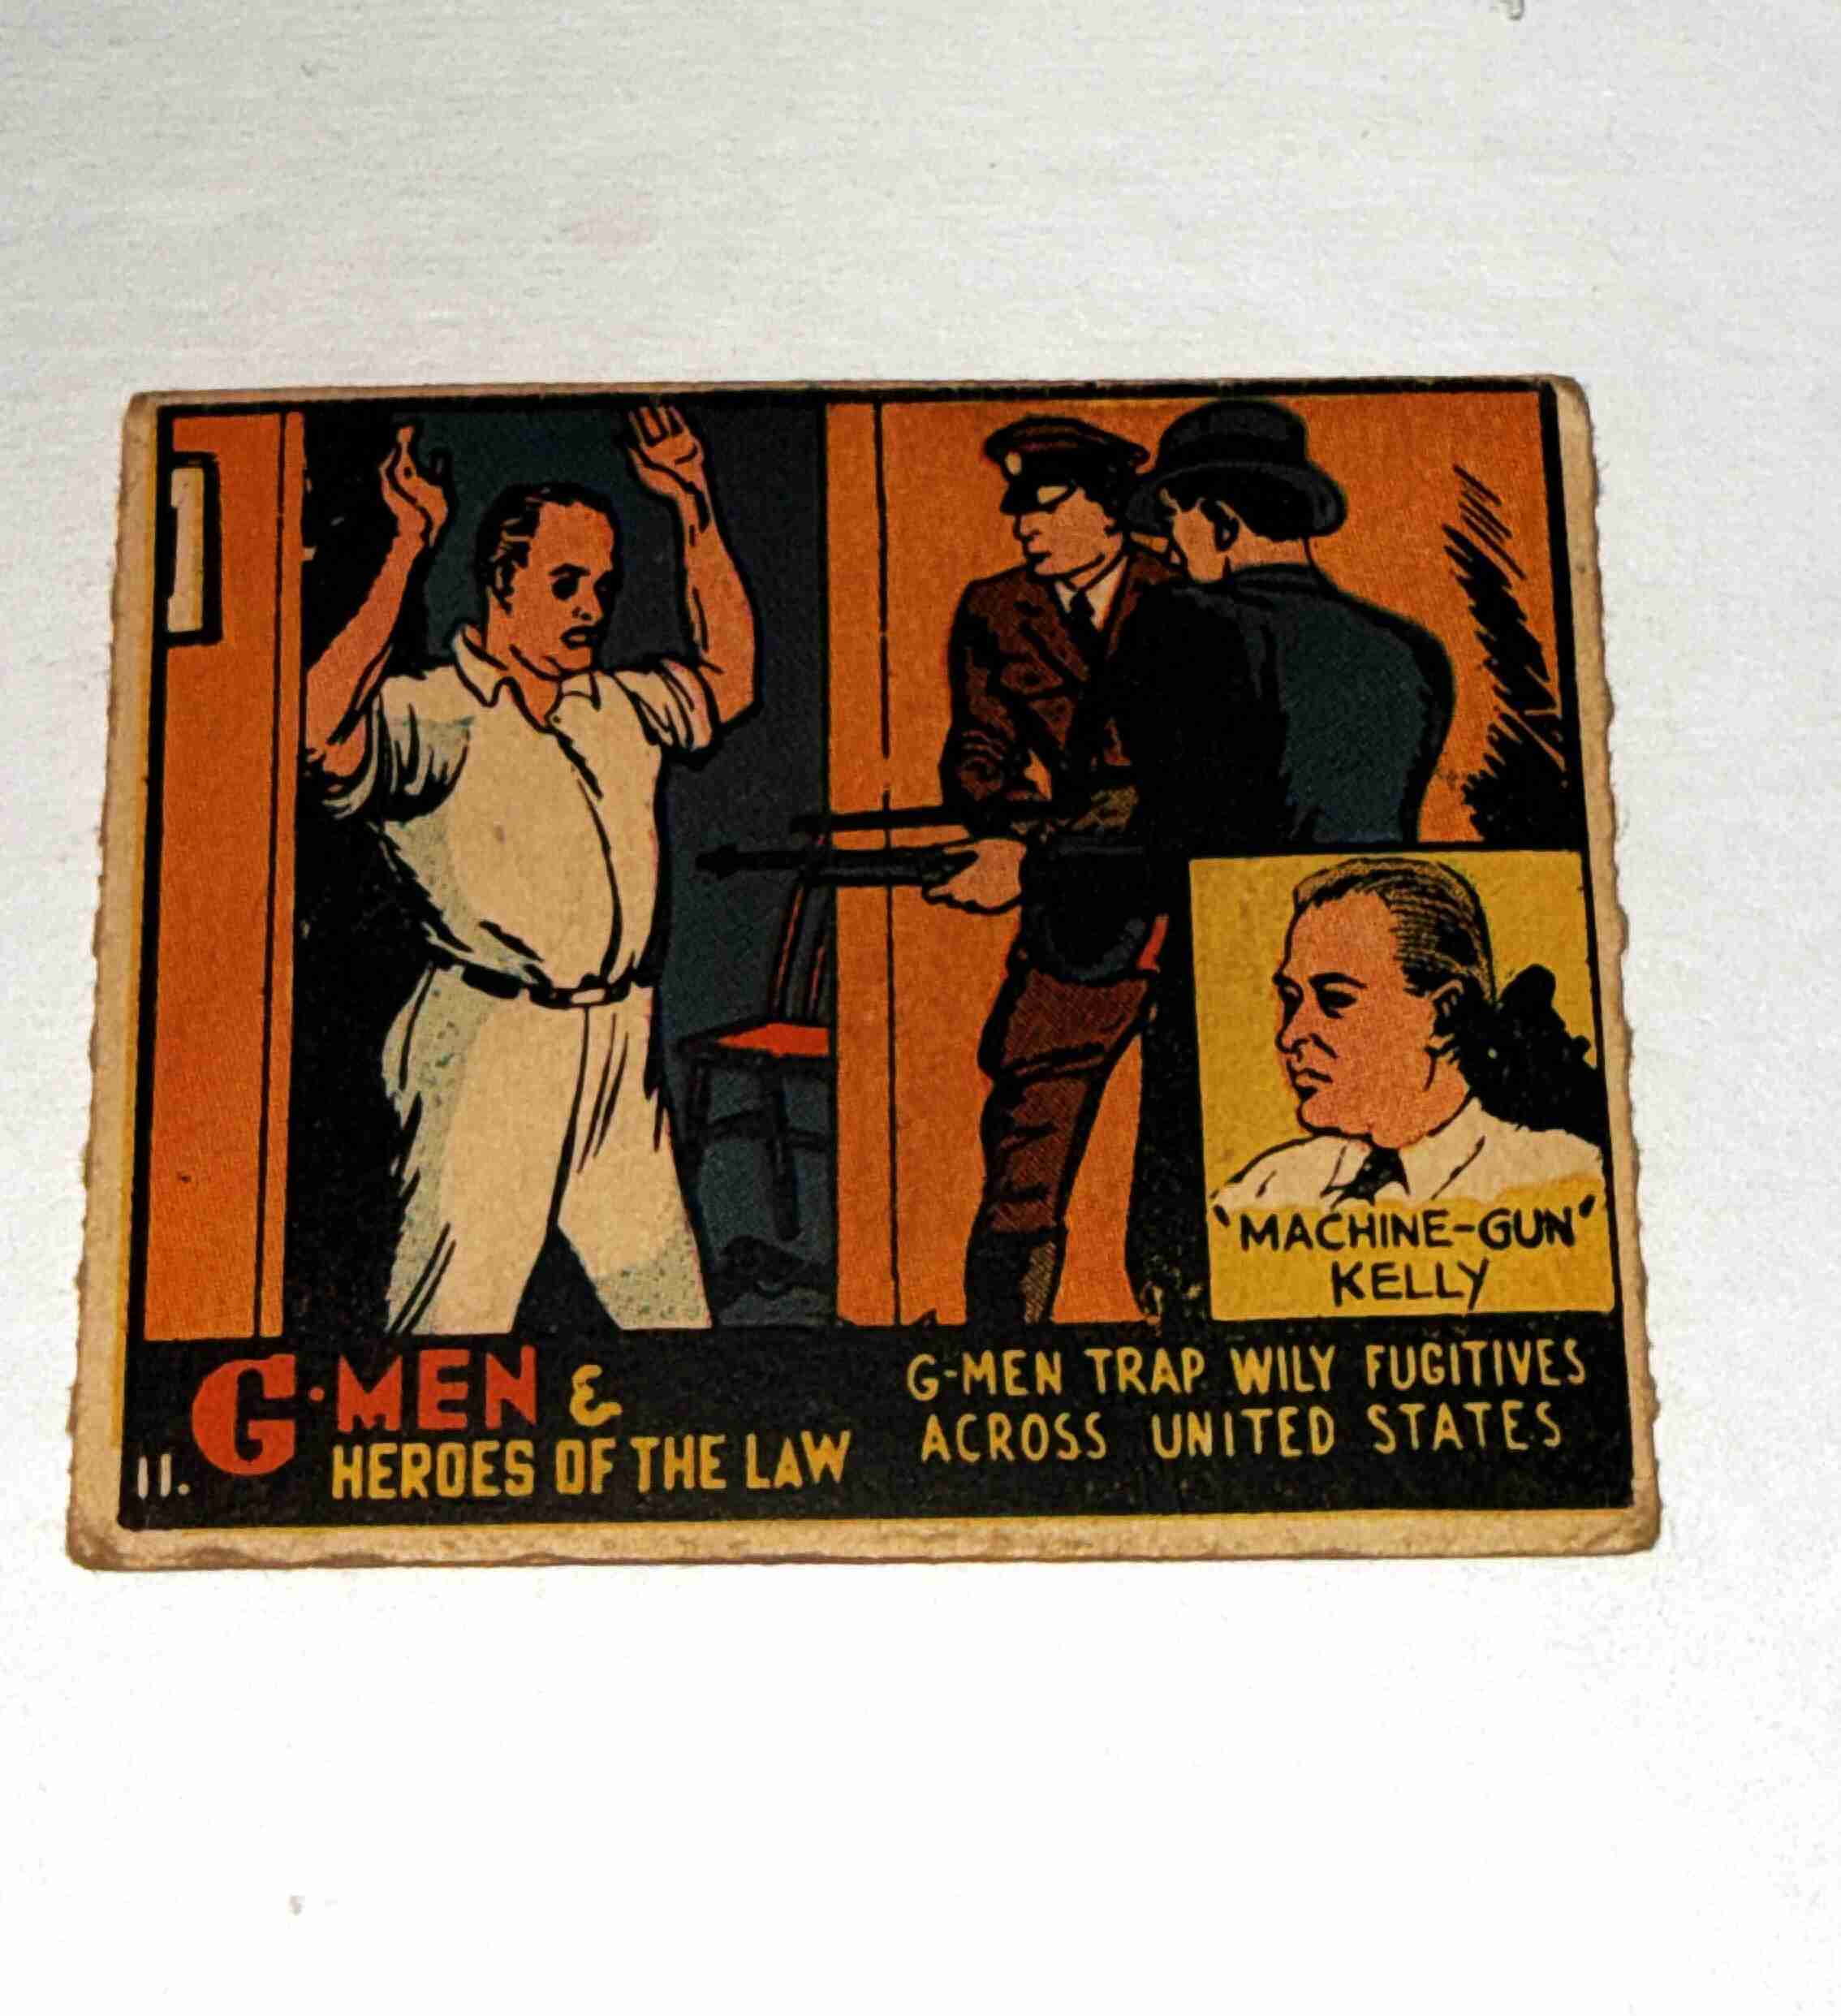 'MACHINE-GUN'
KELLY
11. G-MEN &
HEROES OF THE LAW
G-MEN TRAP WILY FUGITIVES
ACROSS UNITED STATES